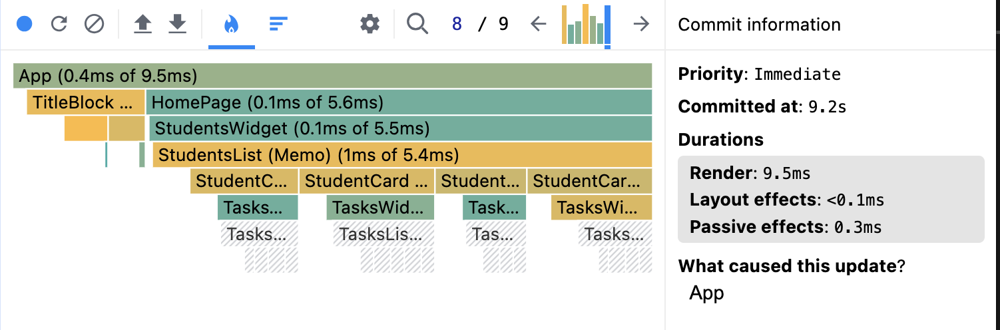 8 / 9
Commit information
App (0.4ms of 9.5ms)
TitleBlock ...
HomePage (0.1ms of 5.6ms)
StudentsWidget (0.1ms of 5.5ms)
StudentsList (Memo) (1ms of 5.4ms)
StudentC...
StudentCard ...
Student...
StudentCar...
Tasks...
TasksWid...
Task...
TasksWi...
Tasks...
TasksLis...
Tas...
Tasks...
Priority: Immediate
Committed at: 9.2s
Durations
Render: 9.5ms
Layout effects: <0.1ms
Passive effects: 0.3ms
What caused this update?
App